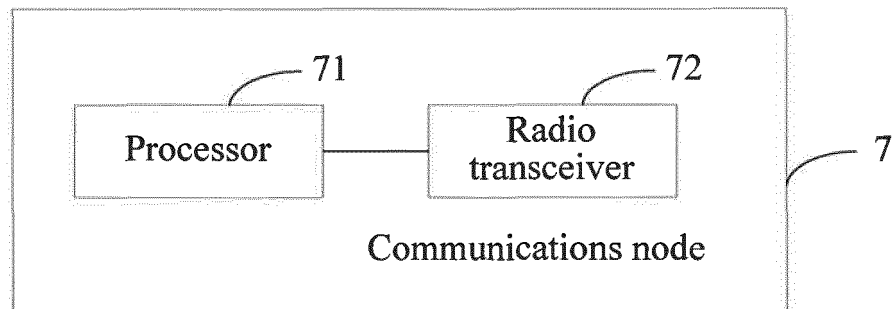 71
72
Processor
Radio
transceiver
7
Communications node